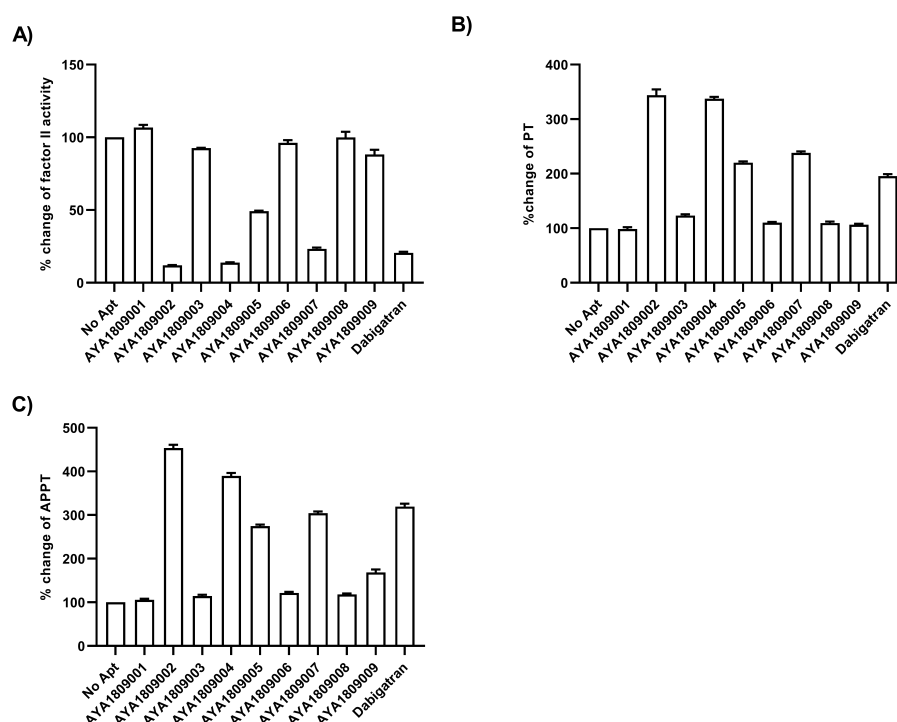 A)
% change of factor II activity
150
100
50
0
No Apt
AYA1809001
AYA1809002
AYA1809003
AYA1809004
AYA1809005
AYA1809006
AYA1809007
AYA1809008
AYA1809009
Dabigatran
B)
%change of PT
400
300
200
100
0
No Apt
AYA1809001
AYA1809002
AYA1809003
AYA1809004
AYA1809005
AYA1809006
AYA1809007
AYA1809008
AYA1809009
Dabigatran
C)
% change of APPT
500
400
300
200
100
0
No Apt
AYA1809001
AYA1809002
AYA1809003
AYA1809004
AYA1809005
AYA1809006
AYA1809007
AYA1809008
AYA1809009
Dabigatran